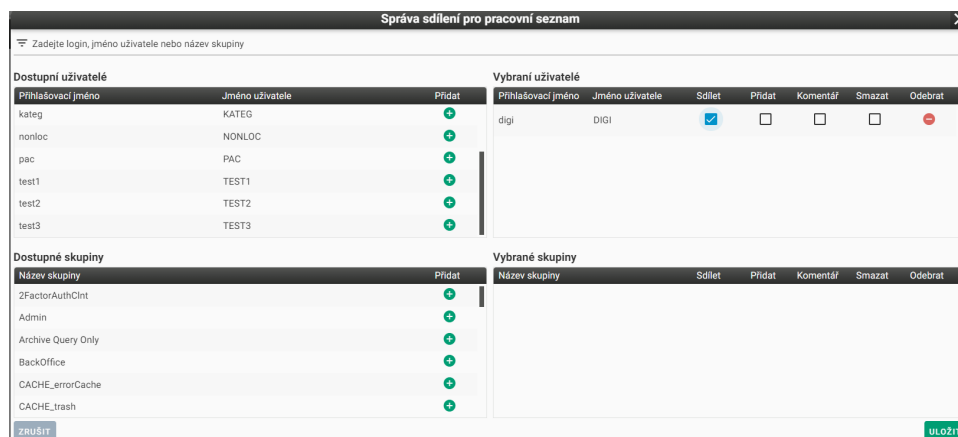 Správa sdílení pro pracovní seznam
Zadejte login, jméno uživatele nebo název skupiny
Dostupní uživatelé
Přihlašovací jméno Jméno uživatele Přidat
kateg KATEG
nonloc NONLOC
pac PAC
test1 TEST1
test2 TEST2
test3 TEST3
Vybraní uživatelé
Přihlašovací jméno Jméno uživatele Sdílet Přidat Komentář Smazat Odebrat
digi DIGI
Dostupné skupiny
Název skupiny Přidat
2FactorAuthClnt
Admin
Archive Query Only
BackOffice
CACHE_errorCache
CACHE_trash
Vybrané skupiny
Název skupiny Sdílet Přidat Komentář Smazat Odebrat
ZRUŠIT ULOŽIT